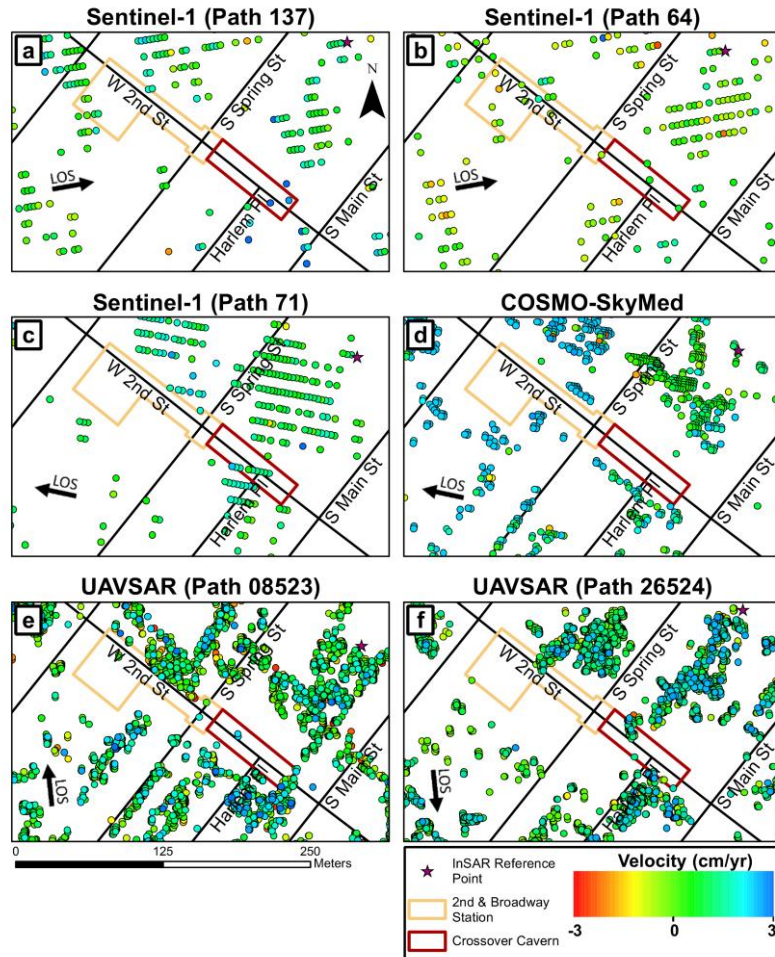 Sentinel-1 (Path 137)
Sentinel-1 (Path 64)
a
W 2nd St
S Spring St
N
LOS
Harlem Pl
S Main St
b
W 2nd St
S Spring St
LOS
Harlem Pl
S Main St
Sentinel-1 (Path 71)
COSMO-SkyMed
c
W 2nd St
S Spring St
LOS
Harlem Pl
S Main St
d
W 2nd St
S Spring St
LOS
Harlem Pl
S Main St
UAVSAR (Path 08523)
UAVSAR (Path 26524)
e
W 2nd St
S Spring St
LOS
Harlem Pl
S Main St
f
W 2nd St
S Spring St
LOS
Harlem Pl
S Main St
0 125 250
Meters
InSAR Reference
Point
2nd & Broadway
Station
Crossover Cavern
Velocity (cm/yr)
-3 0 3